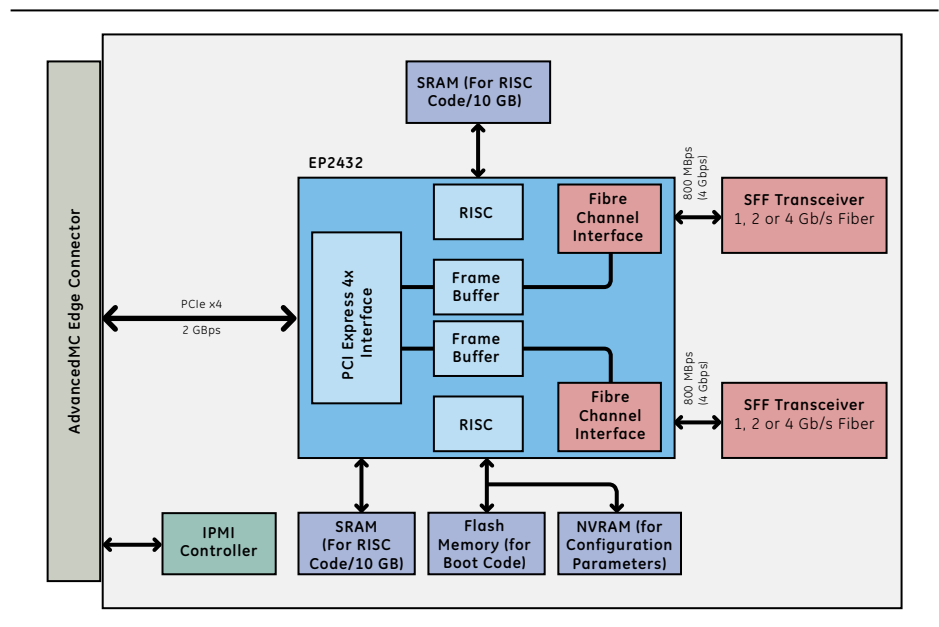 SRAM (For RISC
Code/10 GB)
EP2432
RISC
Fibre
Channel
Interface
800 MBps
(4 Gbps)
SFF Transceiver
1, 2 or 4 Gb/s Fiber
AdvancedMC Edge Connector
PCIe x4
2 GBps
PCI Express 4x
Interface
Frame
Buffer
Frame
Buffer
RISC
Fibre
Channel
Interface
800 MBps
(4 Gbps)
SFF Transceiver
1, 2 or 4 Gb/s Fiber
IPMI
Controller
SRAM
(For RISC
Code/10 GB)
Flash
Memory (for
Boot Code)
NVRAM (for
Configuration
Parameters)